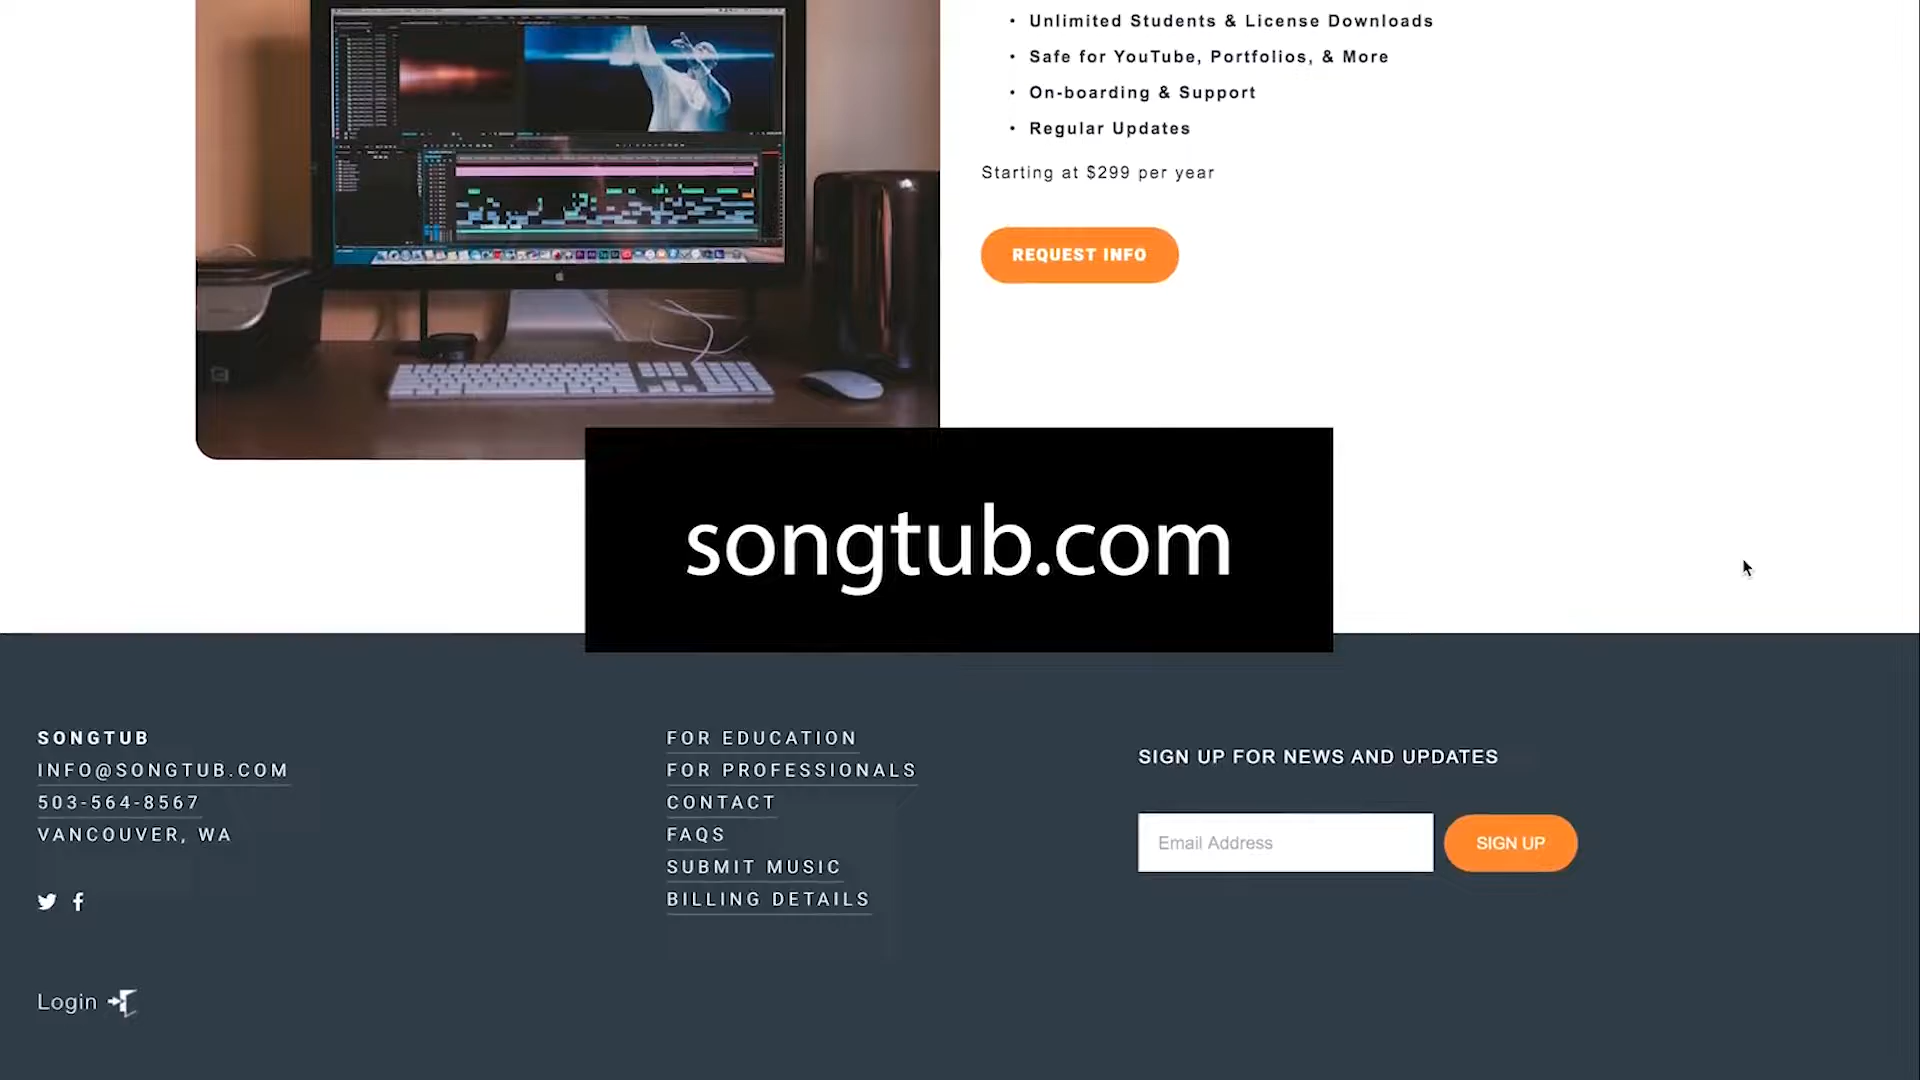 • Unlimited Students & License Downloads
• Safe for YouTube, Portfolios, & More
• On-boarding & Support
• Regular Updates
Starting at $299 per year
REQUEST INFO
songtub.com
SONGTUB
INFO@SONGTUB.COM
503-564-8567
VANCOUVER, WA
Login
FOR EDUCATION
FOR PROFESSIONALS
CONTACT
FAQS
SUBMIT MUSIC
BILLING DETAILS
SIGN UP FOR NEWS AND UPDATES
Email Address
SIGN UP